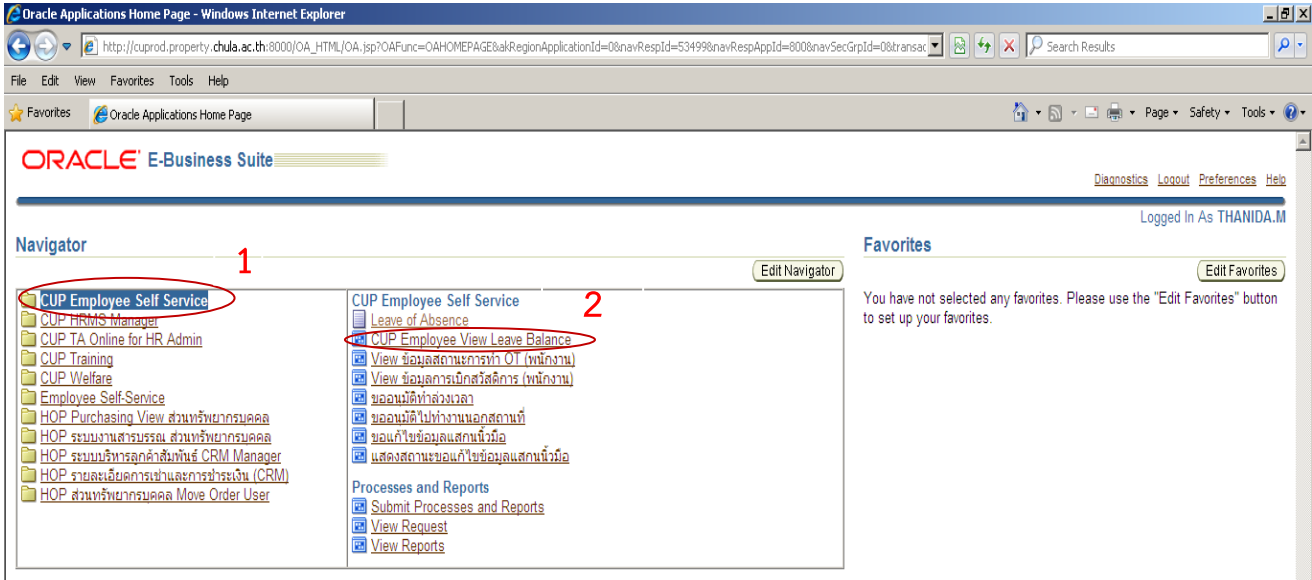 Oracle Applications Home Page - Windows Internet Explorer
http://cuprod.property.chula.ac.th:8000/OA_HTML/OA.jsp?OAFunc=OAHOMEPAGE&akRegionApplicationId=0&navRespId=53499&navRespAppId=800&navSecGrpId=0&transac
Search Results
File Edit View Favorites Tools Help
Favorites
Oracle Applications Home Page
Page Safety Tools
ORACLE E-Business Suite
Diagnostics Logout Preferences Help
Logged In As THANIDA.M
Navigator
1
Edit Navigator
CUP Employee Self Service
CUP HRMS Manager
CUP TA Online for HR Admin
CUP Training
CUP Welfare
Employee Self-Service
HOP Purchasing View ส่วนทรัพยากรบุคคล
HOP ระบบงานสารบรรณ ส่วนทรัพยากรบุคคล
HOP ระบบบริหารลูกค้าสัมพันธ์ CRM Manager
HOP รายละเอียดการเช่าและการชำระเงิน (CRM)
HOP ส่วนทรัพยากรบุคคล Move Order User
CUP Employee Self Service
2
Leave of Absence
CUP Employee View Leave Balance
View ข้อมูลสถานะการทำ OT (พนักงาน)
View ข้อมูลการเบิกสวัสดิการ (พนักงาน)
ขออนุมัติทำล่วงเวลา
ขออนุมัติไปทำงานนอกสถานที่
ขอแก้ไขข้อมูลแสกนนิ้วมือ
แสดงสถานะขอแก้ไขข้อมูลแสกนนิ้วมือ
Processes and Reports
Submit Processes and Reports
View Request
View Reports
Favorites
Edit Favorites
You have not selected any favorites. Please use the "Edit Favorites" button
to set up your favorites.